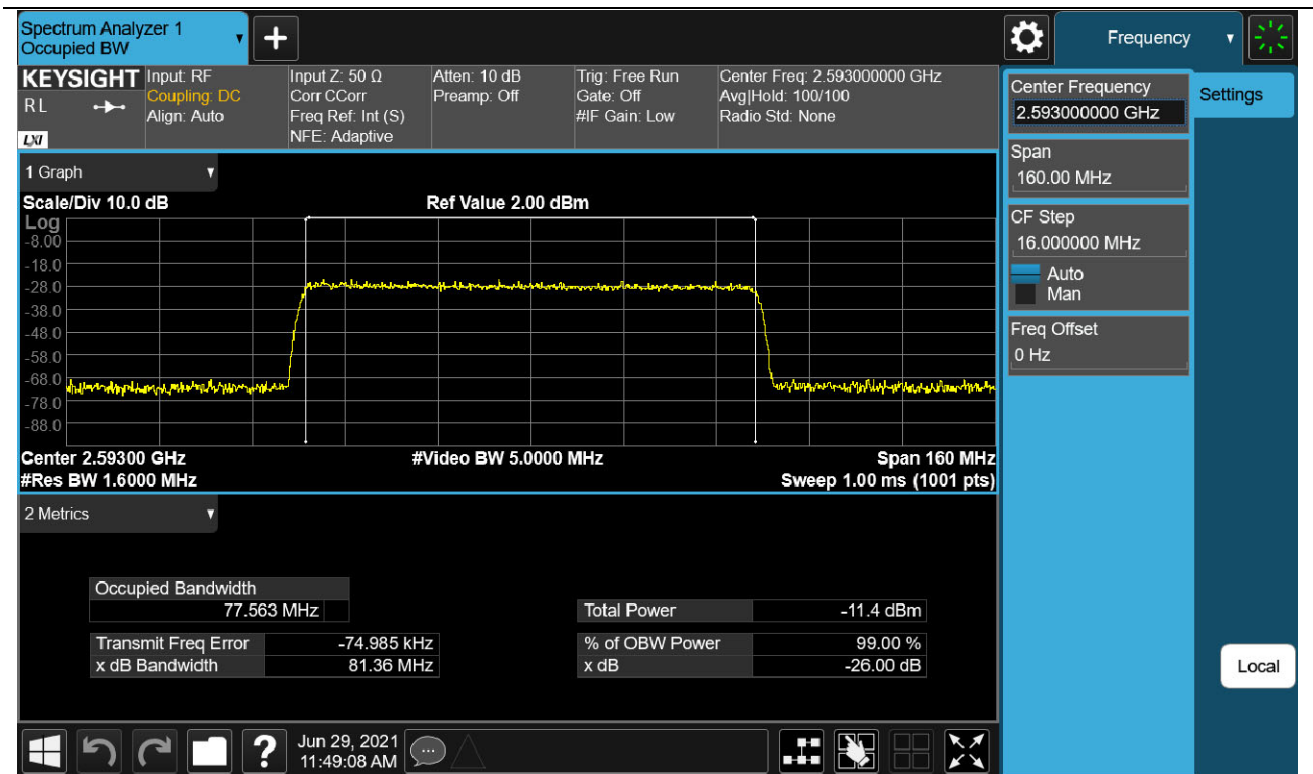 Spectrum Analyzer 1
Occupied BW
+
Frequency
KEYSIGHT
R L
LXI
Input: RF
Coupling: DC
Align: Auto
Input Z: 50 Ω
Corr CCorr
Freq Ref: Int (S)
NFE: Adaptive
Atten: 10 dB
Preamp: Off
Trig: Free Run
Gate: Off
#IF Gain: Low
Center Freq: 2.593000000 GHz
Avg|Hold: 100/100
Radio Std: None
Center Frequency
2.593000000 GHz
Settings
Span
160.00 MHz
CF Step
16.000000 MHz
Auto
Man
Freq Offset
0 Hz
1 Graph
Scale/Div 10.0 dB
Ref Value 2.00 dBm
Log
-8.00
-18.0
-28.0
-38.0
-48.0
-58.0
-68.0
-78.0
-88.0
Center 2.59300 GHz
#Video BW 5.0000 MHz
Span 160 MHz
#Res BW 1.6000 MHz
Sweep 1.00 ms (1001 pts)
2 Metrics
Occupied Bandwidth
77.563 MHz
Total Power -11.4 dBm
Transmit Freq Error -74.985 kHz
% of OBW Power 99.00 %
x dB Bandwidth 81.36 MHz
x dB -26.00 dB
Local
?
Jun 29, 2021
11:49:08 AM